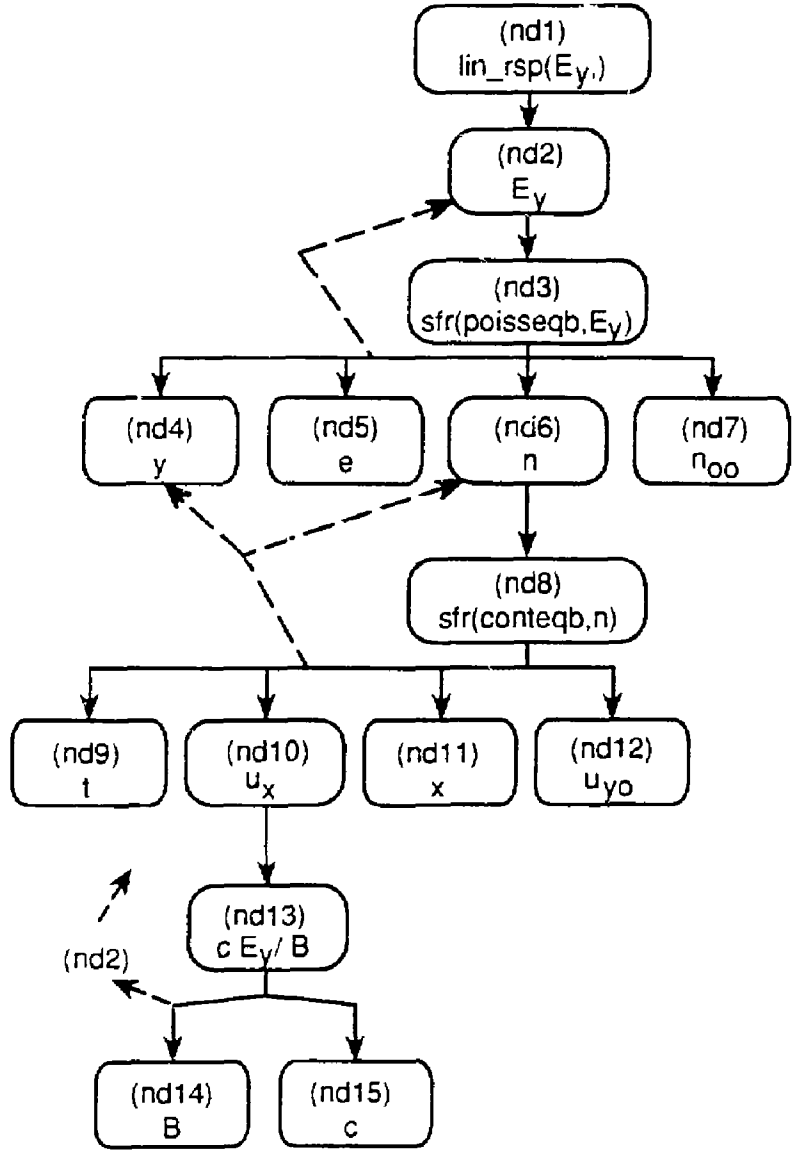 (nd1)
lin_rsp(E_y,)
(nd2)
E_y
(nd3)
sfr(poisseqb,E_y)
(nd4)
y
(nd5)
e
(nd6)
n
(nd7)
n_oo
(nd8)
sfr(conteqb,n)
(nd9)
t
(nd10)
u_x
(nd11)
x
(nd12)
u_yo
(nd13)
c E_y/ B
(nd2)
(nd14)
B
(nd15)
c